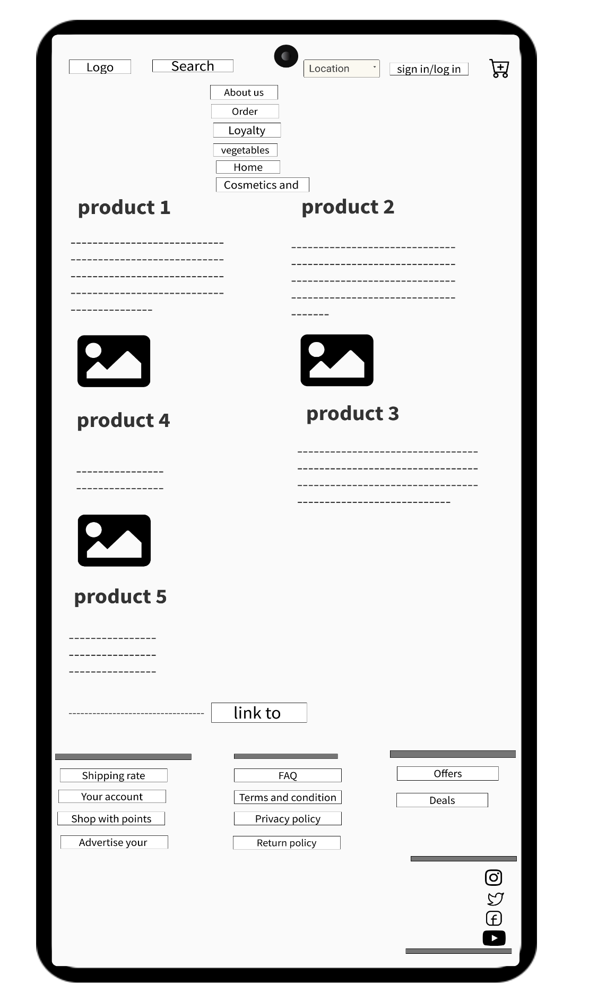 Logo
Search
Location
sign in/log in
About us
Order
Loyalty
vegetables
Home
Cosmetics and
product 1
product 2
----------------------------
----------------------------
----------------------------
----------------------------
---------------
------------------------------
------------------------------
------------------------------
------------------------------
-------
product 4
product 3
----------------
----------------
---------------------------------
---------------------------------
---------------------------------
----------------------------
product 5
----------------
----------------
----------------
----------------------------------
link to
Shipping rate
Your account
Shop with points
Advertise your
FAQ
Terms and condition
Privacy policy
Return policy
Offers
Deals